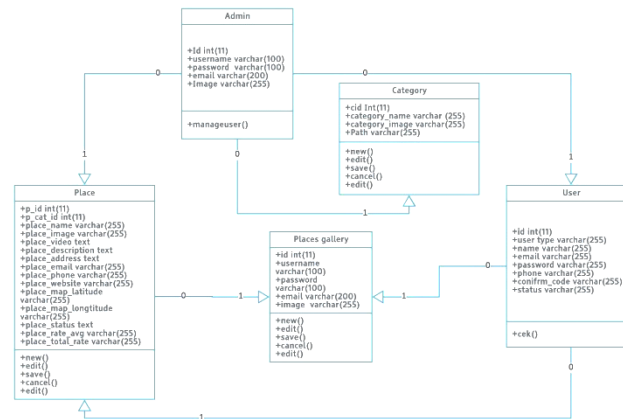 Admin
+Id int(11)
+username varchar(100)
+password varchar(100)
+email varchar(200)
+Image varchar(255)
+manageuser()
0
0
0
1
1
1
Category
+cid Int(11)
+category_name varchar (255)
+category_image varchar(255)
+Path varchar(255)
+new()
+edit()
+save()
+cancel()
+edit()
Place
+p_id int(11)
+p_cat_id int(11)
+place_name varchar(255)
+place_image varchar(255)
+place_video text
+place_description text
+place_address text
+place_email varchar(255)
+place_phone varchar(255)
+place_website varchar(255)
+place_map_latitude
varchar(255)
+place_map_longtitude
varchar(255)
+place_status text
+place_rate_avg varchar(255)
+place_total_rate varchar(255)
+new()
+edit()
+save()
+cancel()
+edit()
0
1
Places gallery
+id int(11)
+username
varchar(100)
+password
varchar(100)
+email varchar(200)
+image varchar(255)
+new()
+edit()
+save()
+cancel()
+edit()
1
0
User
+id int(11)
+user type varchar(255)
+name varchar(255)
+email varchar(255)
+password varchar(255)
+phone varchar(255)
+conifrm_code varchar(255)
+status varchar(255)
+cek()
0
1